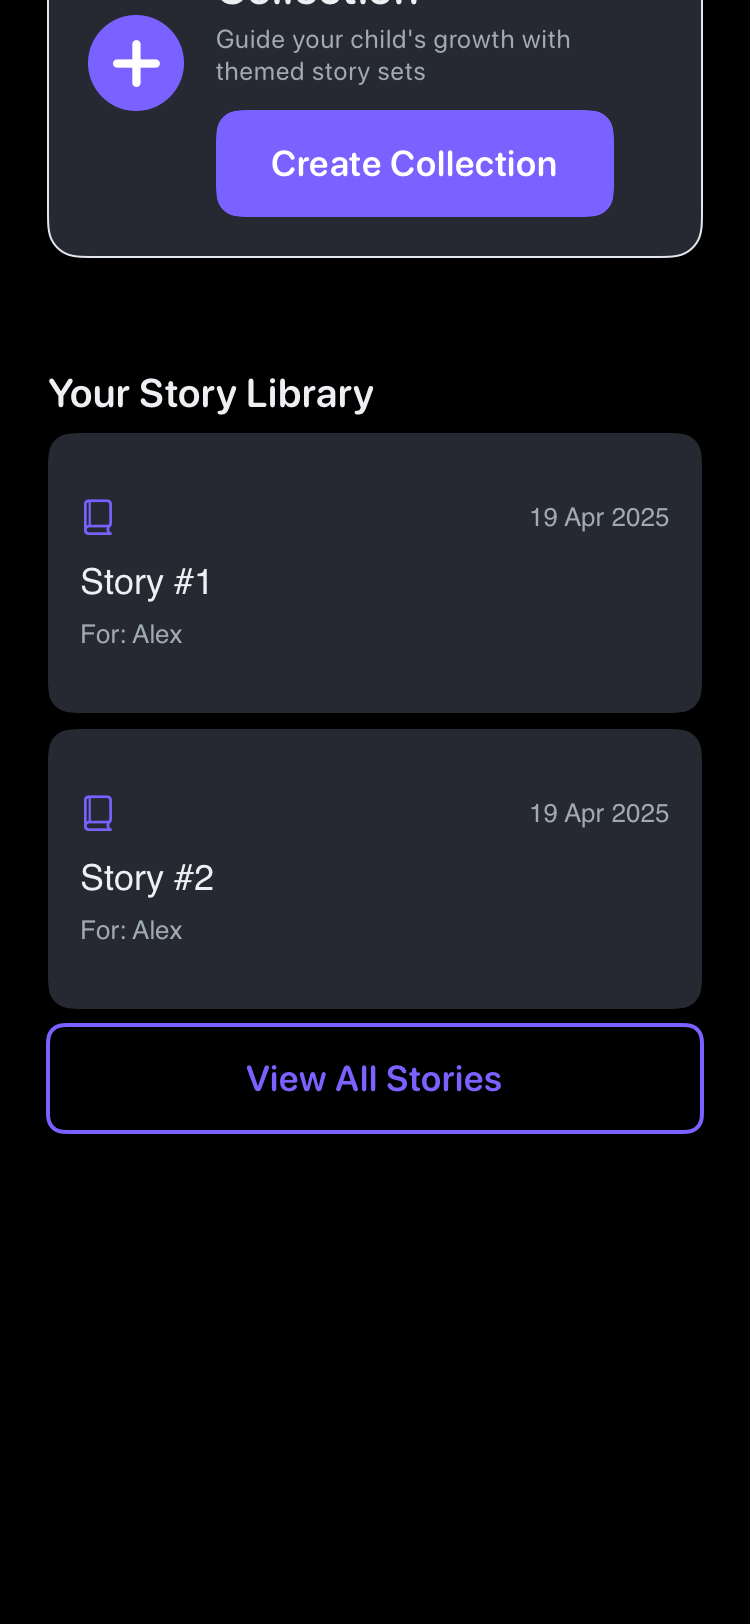 Collection
Guide your child's growth with
themed story sets
Create Collection
Your Story Library
19 Apr 2025
Story #1
For: Alex
19 Apr 2025
Story #2
For: Alex
View All Stories